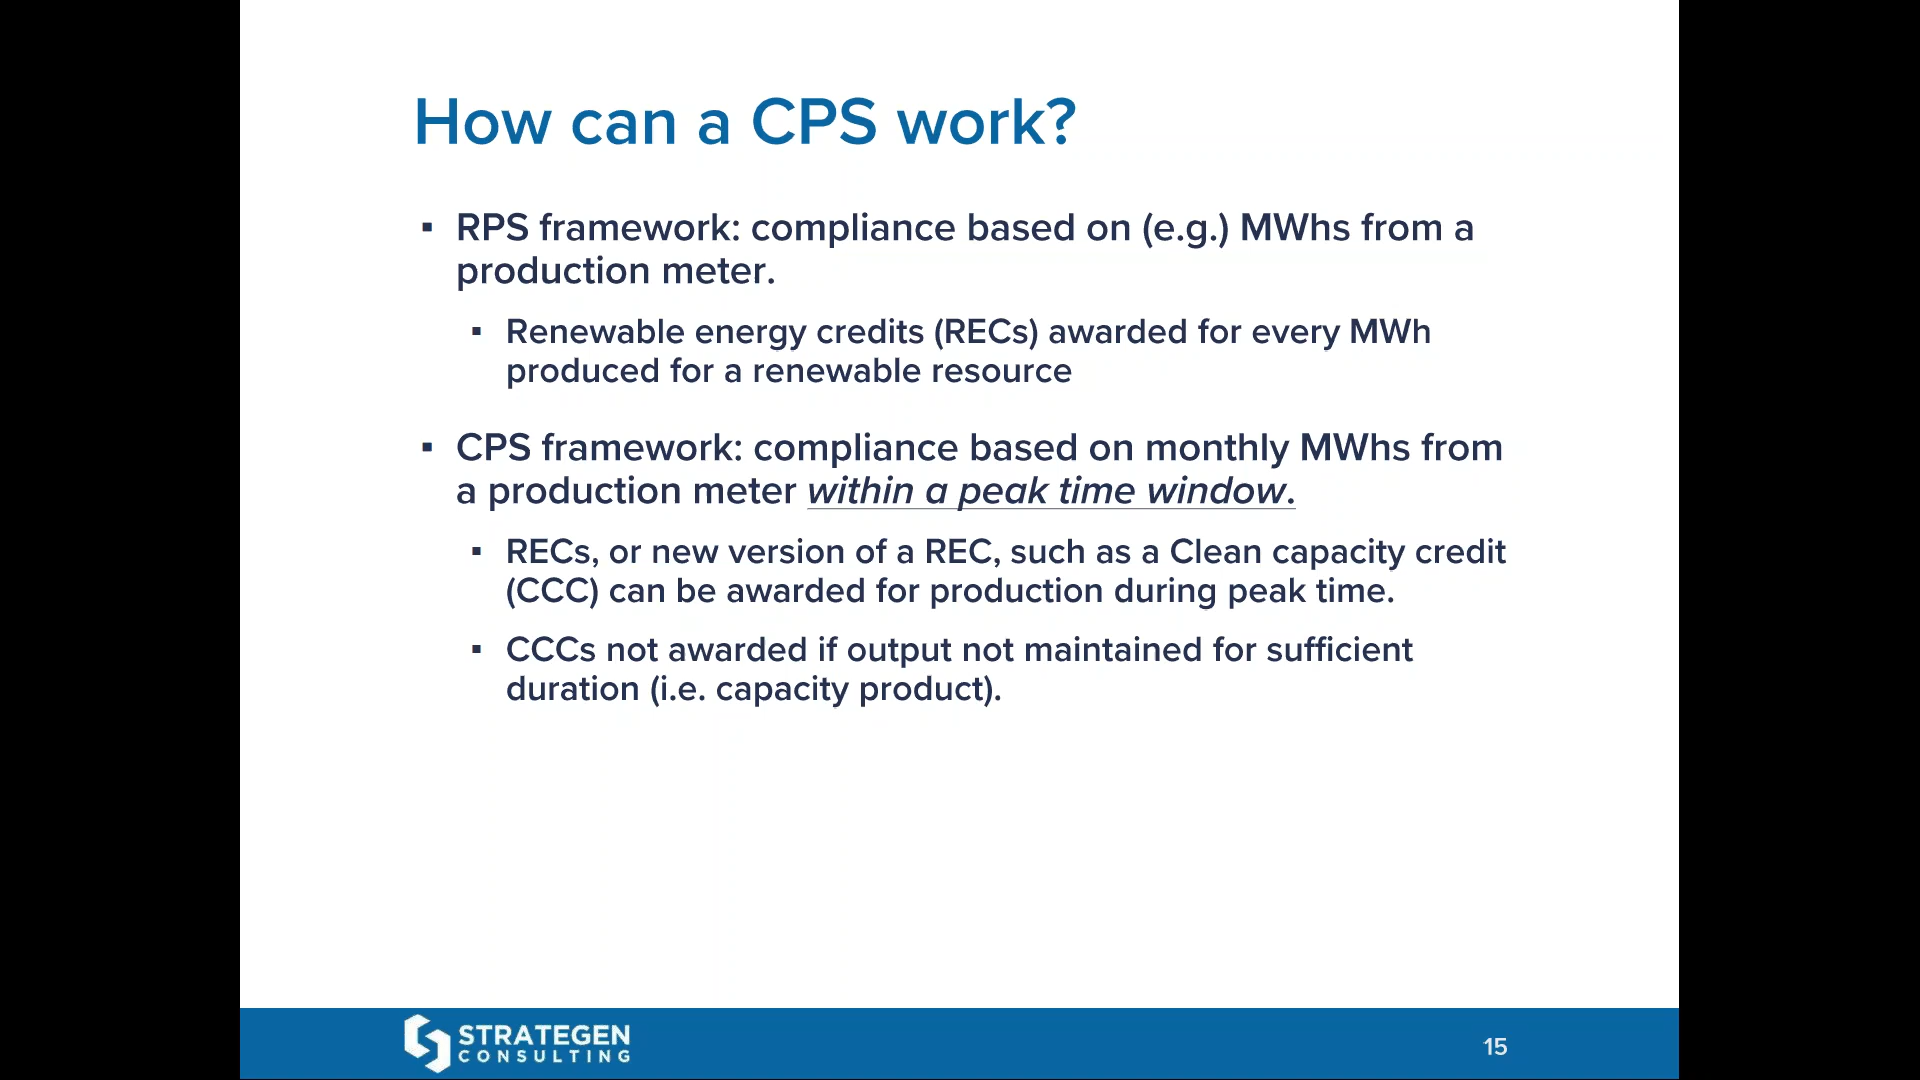 How can a CPS work?
▪ RPS framework: compliance based on (e.g.) MWhs from a
production meter.
▪ Renewable energy credits (RECs) awarded for every MWh
produced for a renewable resource
▪ CPS framework: compliance based on monthly MWhs from
a production meter within a peak time window.
▪ RECs, or new version of a REC, such as a Clean capacity credit
(CCC) can be awarded for production during peak time.
▪ CCCs not awarded if output not maintained for sufficient
duration (i.e. capacity product).
STRATEGEN
CONSULTING
15